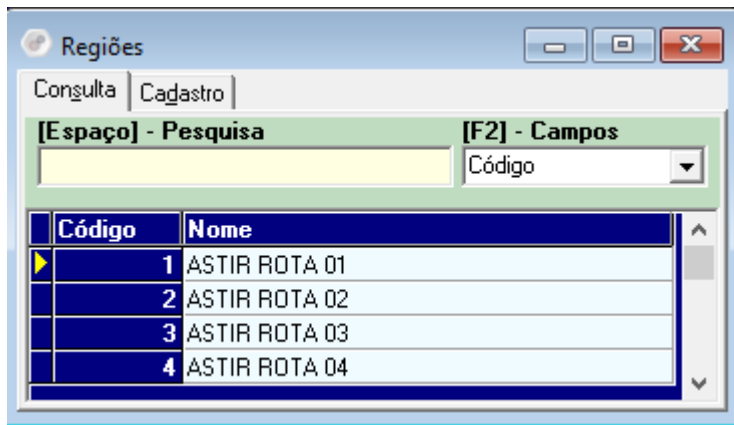 Regiões
Consulta Cadastro
[Espaço] - Pesquisa [F2] - Campos
Código
Código Nome
1 ASTIR ROTA 01
2 ASTIR ROTA 02
3 ASTIR ROTA 03
4 ASTIR ROTA 04